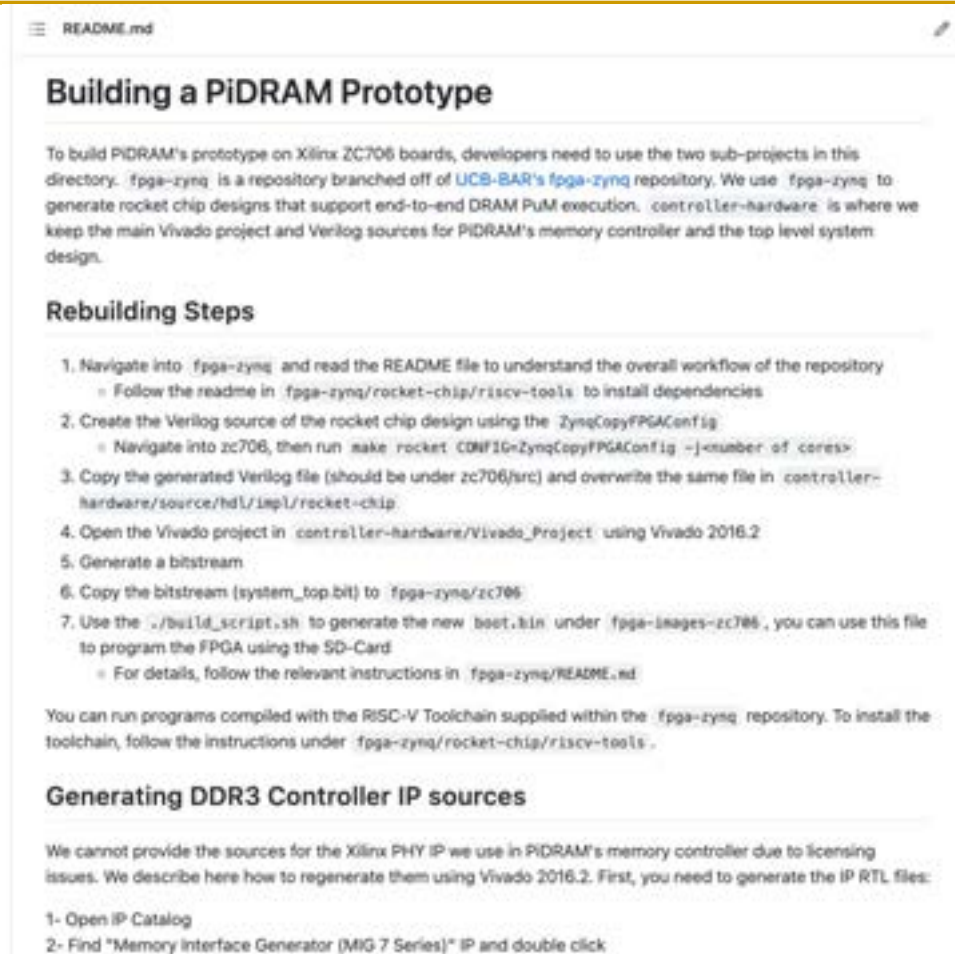 README.md
Building a PiDRAM Prototype
To build PiDRAM's prototype on Xilinx ZC706 boards, developers need to use the two sub-projects in this
directory. fpga-zynq is a repository branched off of UCB-BAR's fpga-zynq repository. We use fpga-zynq to
generate rocket chip designs that support end-to-end DRAM PuM execution. controller-hardware is where we
keep the main Vivado project and Verilog sources for PiDRAM's memory controller and the top level system
design.
Rebuilding Steps
1. Navigate into fpga-zynq and read the README file to understand the overall workflow of the repository
◦ Follow the readme in fpga-zynq/rocket-chip/riscv-tools to install dependencies
2. Create the Verilog source of the rocket chip design using the ZynqCopyFPGAConfig
◦ Navigate into zc706, then run make rocket CONFIG=ZynqCopyFPGAConfig -j<number of cores>
3. Copy the generated Verilog file (should be under zc706/src) and overwrite the same file in controller-
hardware/source/hdl/impl/rocket-chip
4. Open the Vivado project in controller-hardware/Vivado_Project using Vivado 2016.2
5. Generate a bitstream
6. Copy the bitstream (system_top.bit) to fpga-zynq/zc706
7. Use the ./build_script.sh to generate the new boot.bin under fpga-images-zc706, you can use this file
to program the FPGA using the SD-Card
◦ For details, follow the relevant instructions in fpga-zynq/README.md
You can run programs compiled with the RISC-V Toolchain supplied within the fpga-zynq repository. To install the
toolchain, follow the instructions under fpga-zynq/rocket-chip/riscv-tools.
Generating DDR3 Controller IP sources
We cannot provide the sources for the Xilinx PHY IP we use in PiDRAM's memory controller due to licensing
issues. We describe here how to regenerate them using Vivado 2016.2. First, you need to generate the IP RTL files:
1- Open IP Catalog
2- Find "Memory Interface Generator (MIG 7 Series)" IP and double click